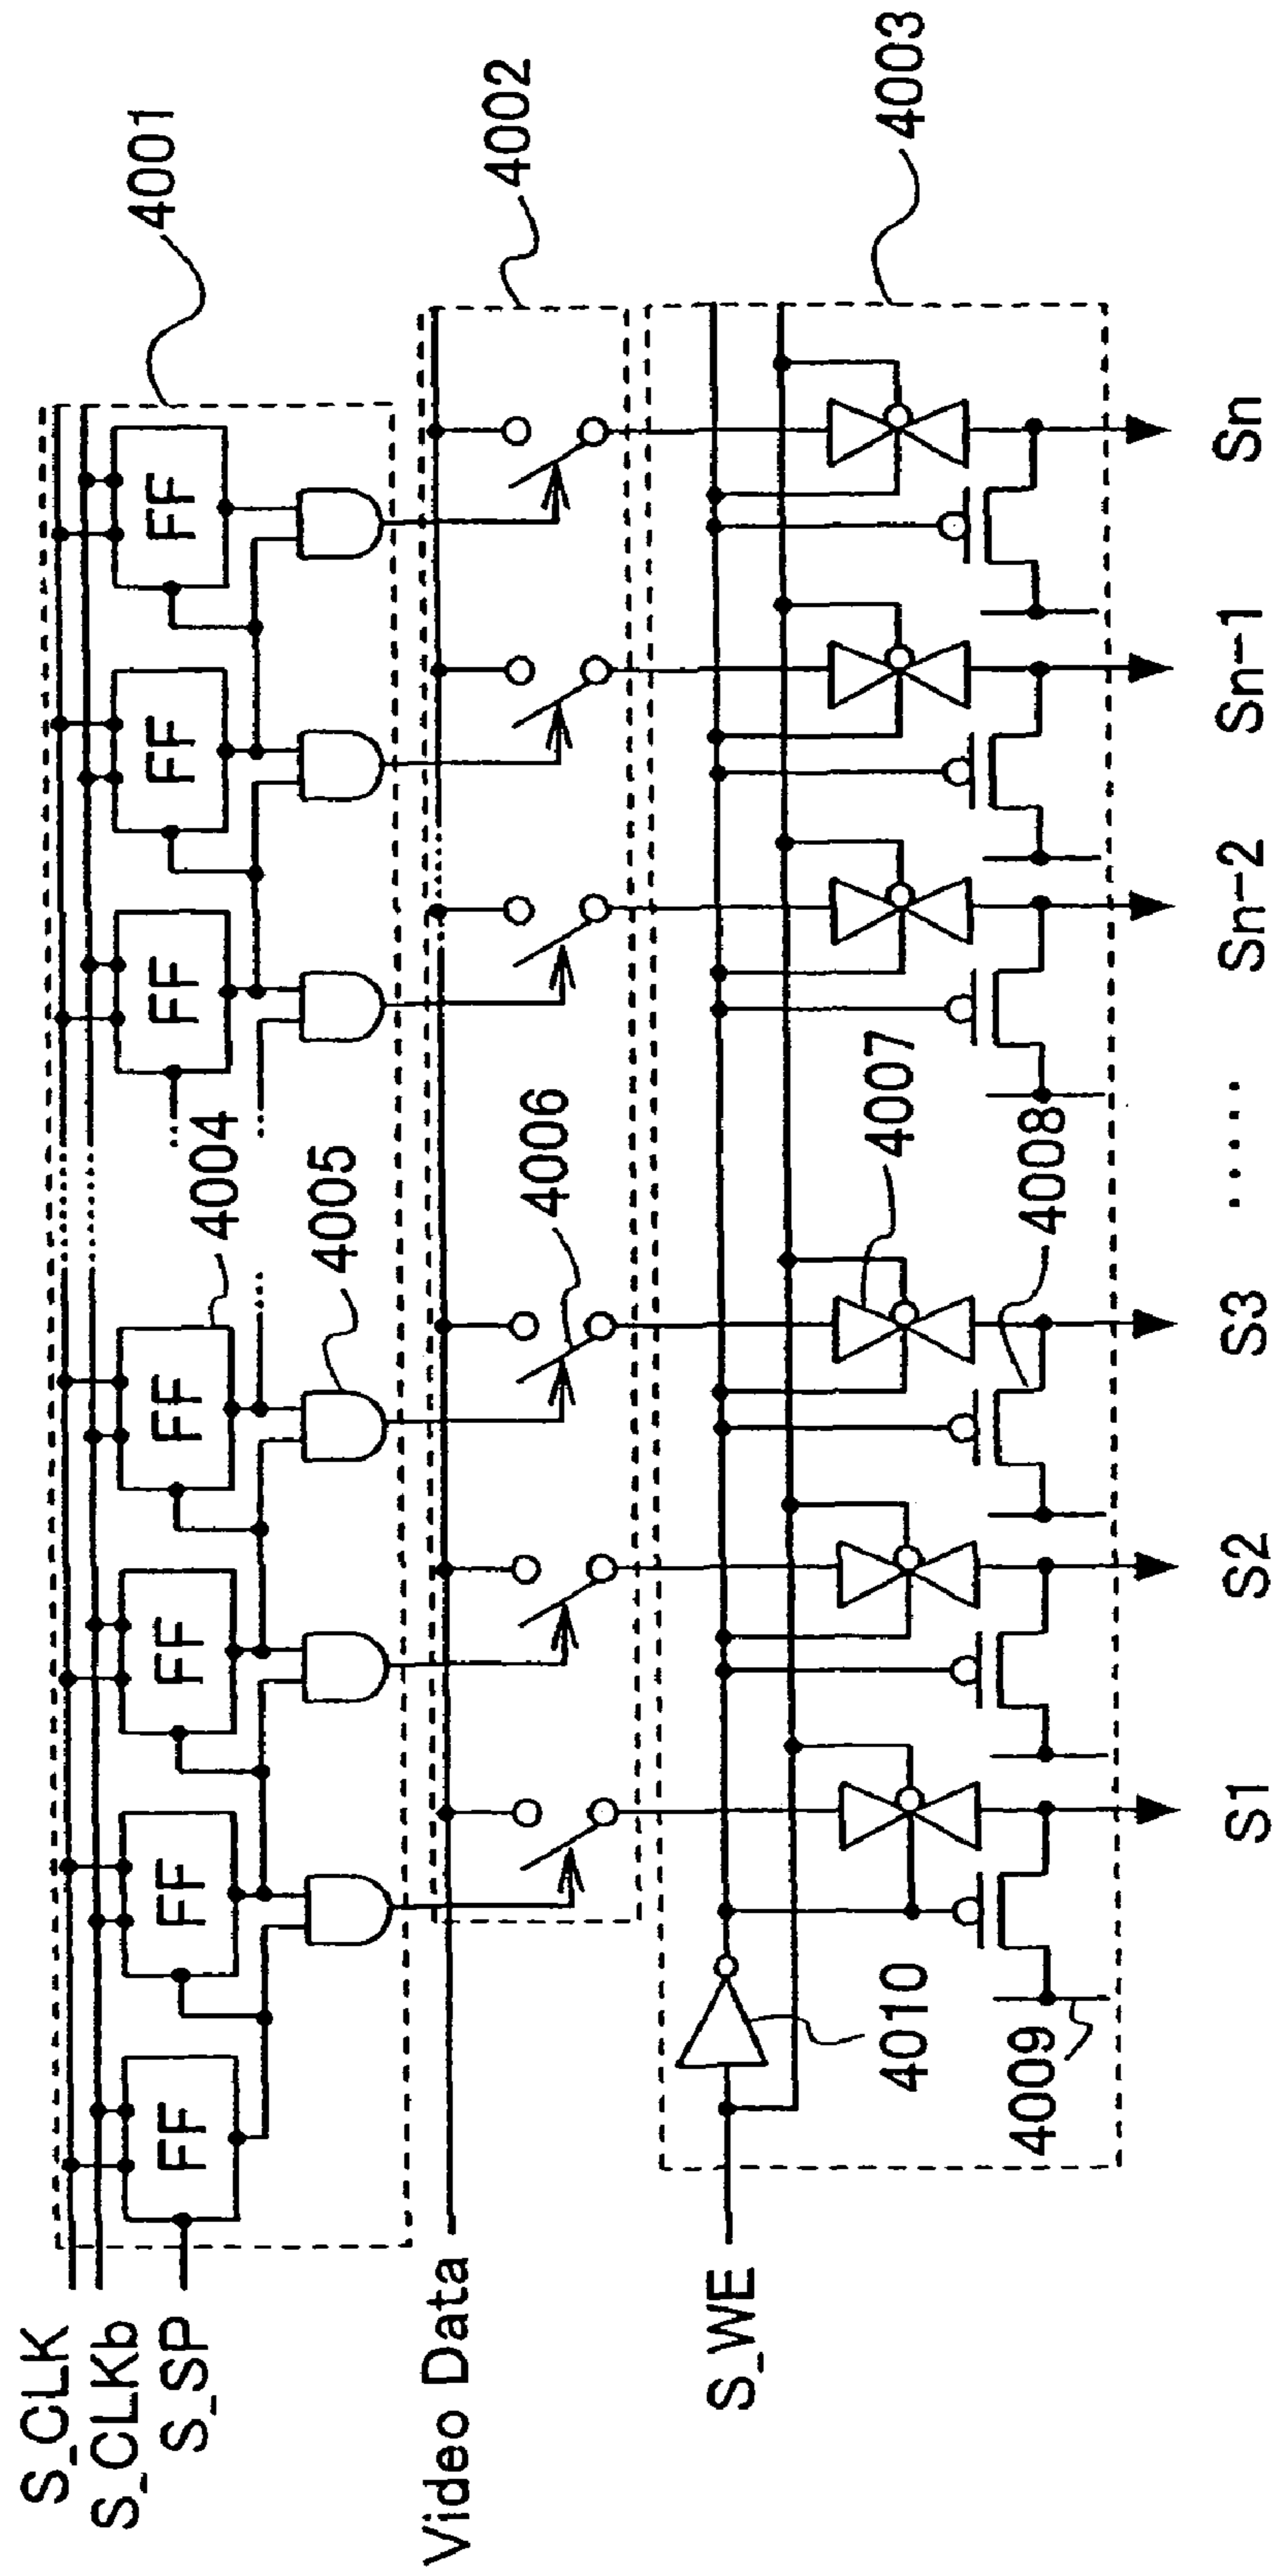 S_CLK
S_CLKb
S_SP
Video Data
S_WE
FF
FF
FF
FF
FF
FF
FF
4001
4002
4003
4004
4005
4006
4007
4008
4009
4010
S1
S2
S3
.....
Sn-2
Sn-1
Sn